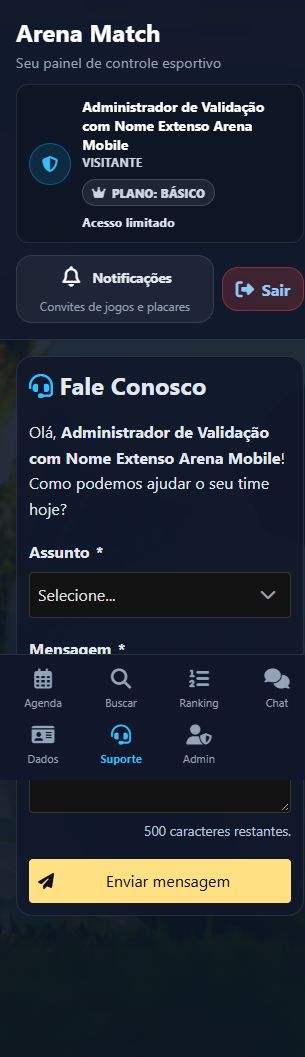 Arena Match
Seu painel de controle esportivo
Administrador de Validação
com Nome Extenso Arena
Mobile
VISITANTE
PLANO: BÁSICO
Acesso limitado
Notificações
Convites de jogos e placares
Sair
Fale Conosco
Olá, Administrador de Validação
com Nome Extenso Arena Mobile!
Como podemos ajudar o seu time
hoje?
Assunto *
Selecione...
Mensagem *
Agenda
Buscar
Ranking
Chat
Dados
Suporte
Admin
500 caracteres restantes.
Enviar mensagem